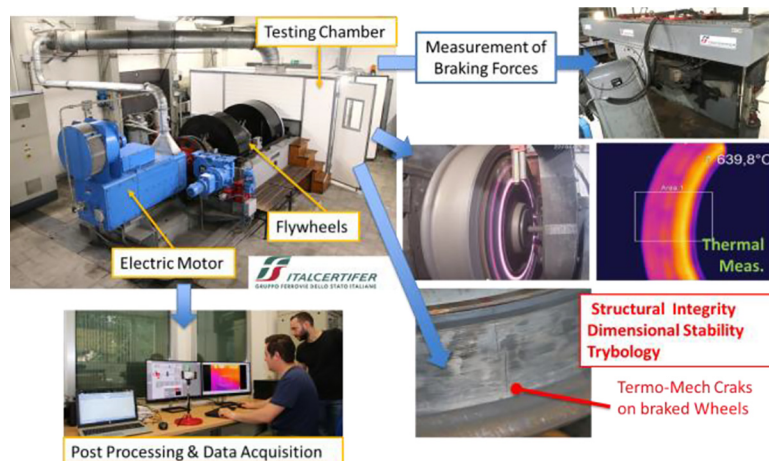 Testing Chamber
Measurement of
Braking Forces
Flywheels
Electric Motor
ITALCERTIFER
GRUPPO FERROVIE DELLO STATO ITALIANE
639,8°C
Area 1
Thermal
Meas.
Structural Integrity
Dimensional Stability
Trybology
Termo-Mech Craks
on braked Wheels
Post Processing & Data Acquisition